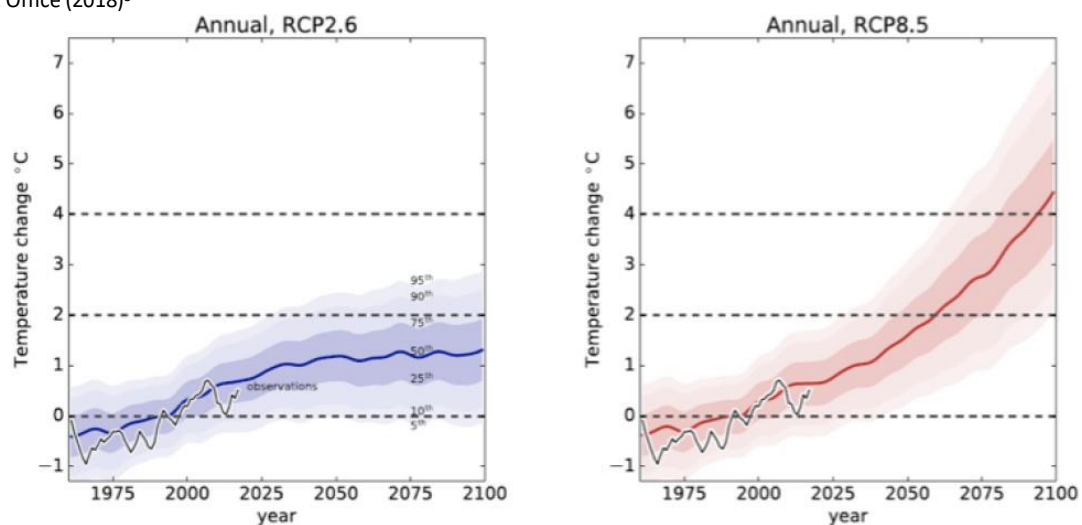 Office (2018)
Annual, RCP2.6
Temperature change °C
7
6
5
4
3
2
1
0
−1
95th
90th
75th
50th
25th
10th
5th
observations
1975
2000
2025
2050
2075
2100
year
Annual, RCP8.5
Temperature change °C
7
6
5
4
3
2
1
0
−1
1975
2000
2025
2050
2075
2100
year